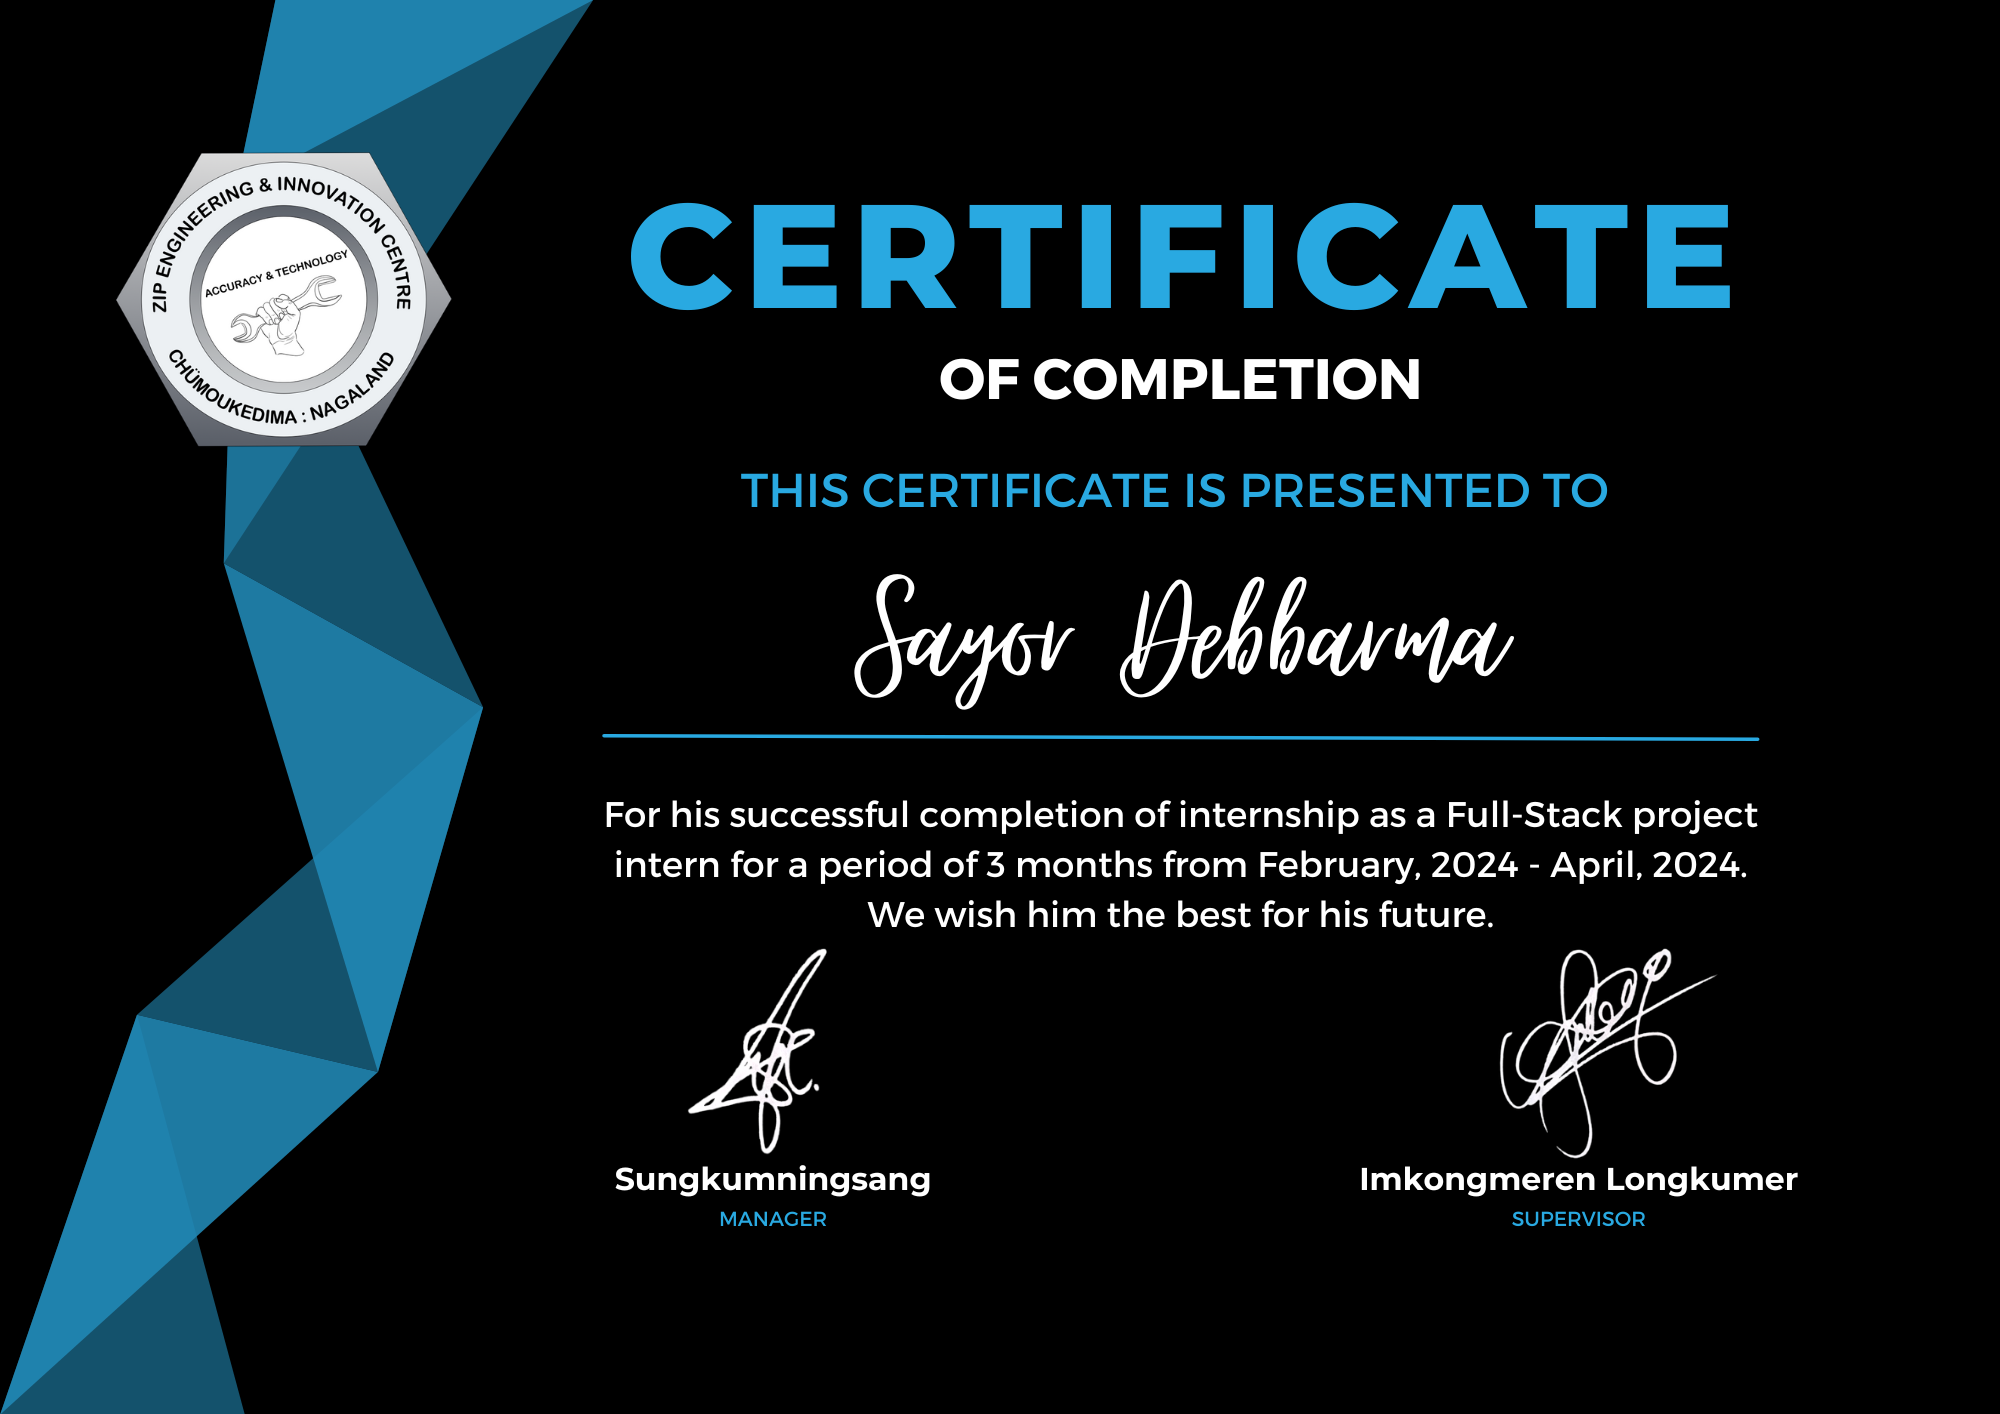 ZIP ENGINEERING & INNOVATION CENTRE
ACCURACY & TECHNOLOGY
CHÜMOUKEDIMA : NAGALAND
CERTIFICATE
OF COMPLETION
THIS CERTIFICATE IS PRESENTED TO
Sayor Debbarma
For his successful completion of internship as a Full-Stack project
intern for a period of 3 months from February, 2024 - April, 2024.
We wish him the best for his future.
Sungkumningsang
MANAGER
Imkongmeren Longkumer
SUPERVISOR